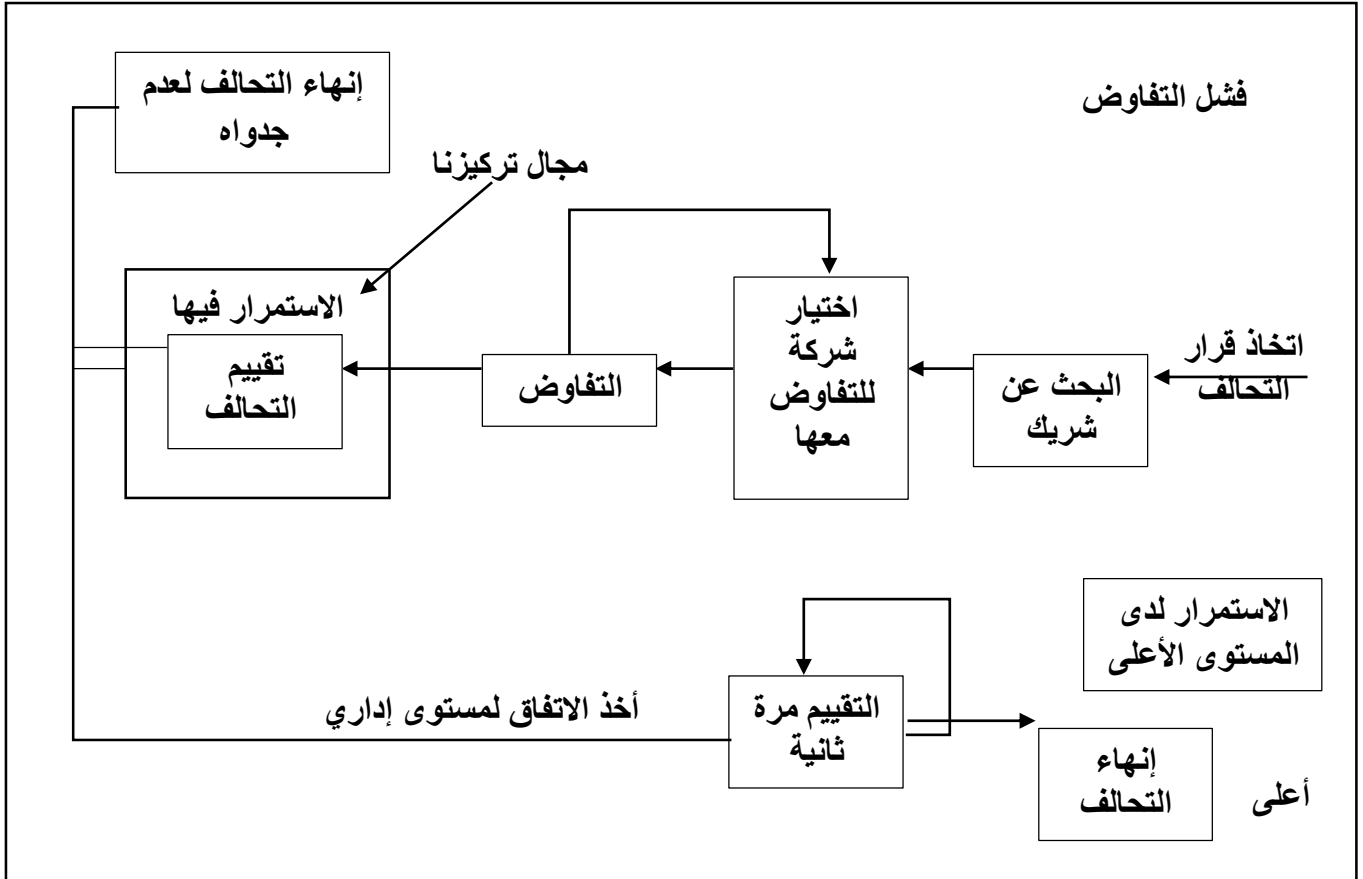 إنهاء التحالف لعدم
جدواه
فشل التفاوض
مجال تركيزنا
اتخاذ قرار
التحالف
البحث عن
شريك
اختيار
شركة
للتفاوض
معها
التفاوض
الاستمرار فيها
تقييم
التحالف
الاستمرار لدى
المستوى الأعلى
التقييم مرة
ثانية
أخذ الاتفاق لمستوى إداري
إنهاء
التحالف
أعلى